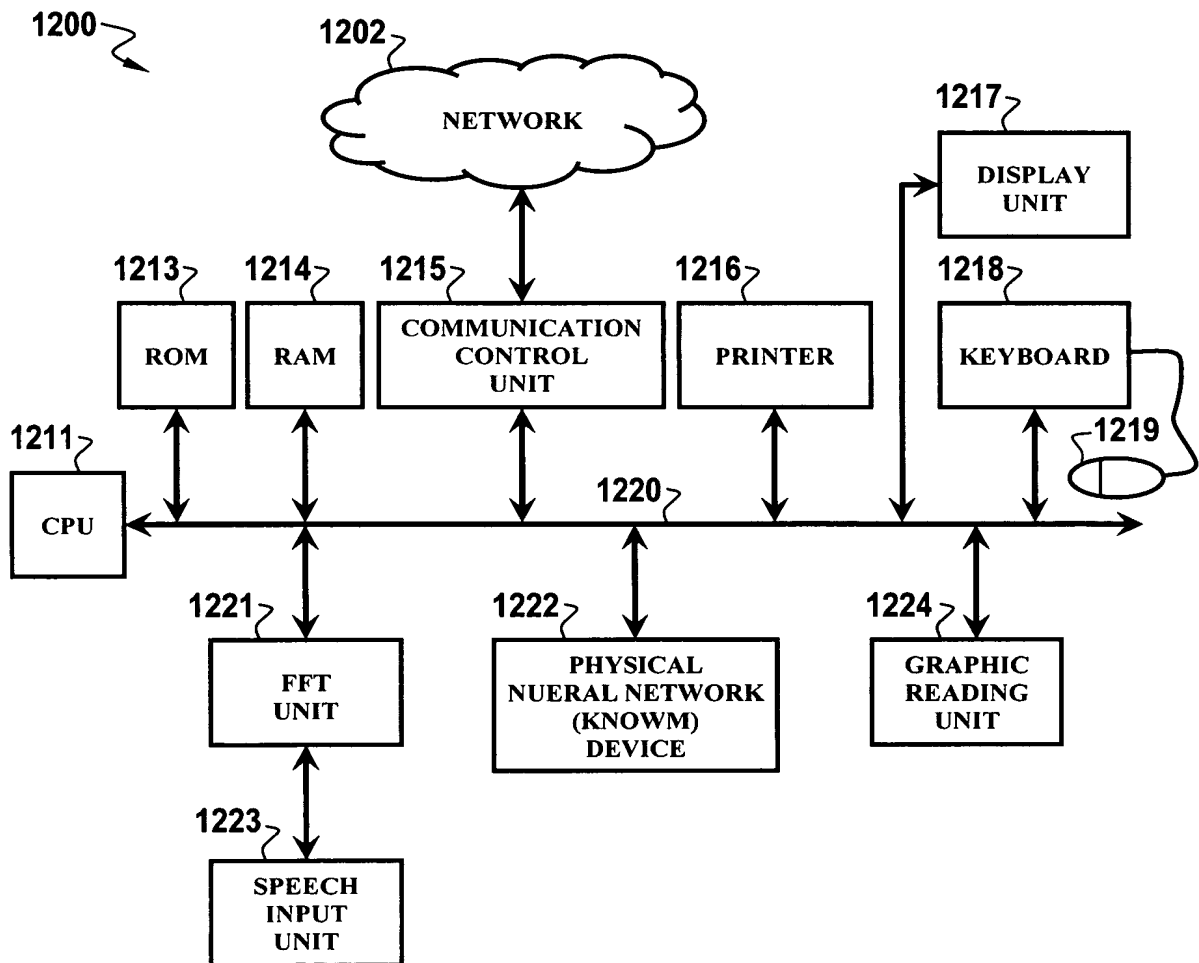 1200
1202
NETWORK
1217
DISPLAY
UNIT
1213
ROM
1214
RAM
1215
COMMUNICATION
CONTROL
UNIT
1216
PRINTER
1218
KEYBOARD
1219
1211
CPU
1220
1221
FFT
UNIT
1222
PHYSICAL
NUERAL NETWORK
(KNOWM)
DEVICE
1224
GRAPHIC
READING
UNIT
1223
SPEECH
INPUT
UNIT